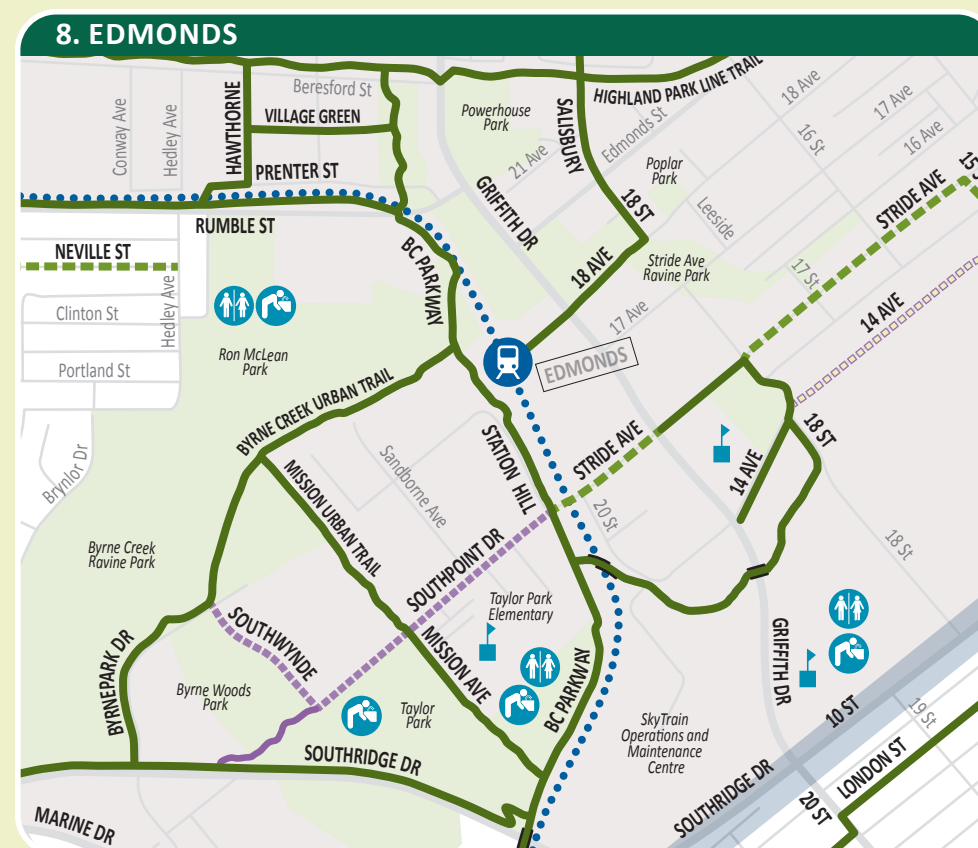 8. EDMONDS
HIGHLAND PARK LINE TRAIL
Beresford St
VILLAGE GREEN
HAWTHORNE
Conway Ave
Hedley Ave
PRENTER ST
RUMBLE ST
Powerhouse
Park
SALISBURY
Edmonds St
18 Ave
17 Ave
16 Ave
16 St
21 Ave
Poplar
Park
Leeside
GRIFFITH DR
18 ST
STRIDE AVE
15
NEVILLE ST
BC PARKWAY
18 AVE
Stride Ave
Ravine Park
17 St
Clinton St
Hedley Ave
17 Ave
14 AVE
Ron McLean
Park
Portland St
EDMONDS
BYRNE CREEK URBAN TRAIL
Brynlor Dr
Sandborne Ave
STATION HILL
STRIDE AVE
18 ST
14 AVE
MISSION URBAN TRAIL
20 St
18 St
Byrne Creek
Ravine Park
SOUTHPOINT DR
Taylor Park
Elementary
SOUTHWYNDE
MISSION AVE
BYRNEPARK DR
Byrne Woods
Park
Taylor
Park
BC PARKWAY
GRIFFITH DR
SkyTrain
Operations and
Maintenance
Centre
10 ST
19 St
SOUTHRIDGE DR
SOUTHRIDGE DR
LONDON ST
20 ST
MARINE DR